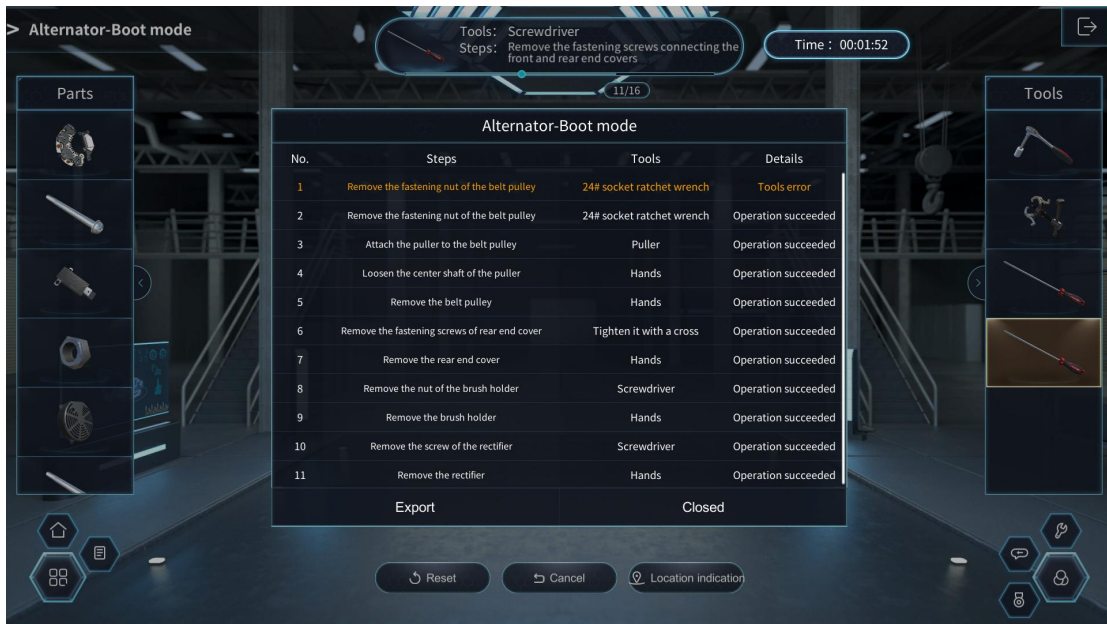 > Alternator-Boot mode
Tools: Screwdriver
Steps: Remove the fastening screws connecting the
front and rear end covers
Time : 00:01:52
11/16
Parts
Tools
Alternator-Boot mode
No. Steps Tools Details
1 Remove the fastening nut of the belt pulley 24# socket ratchet wrench Tools error
2 Remove the fastening nut of the belt pulley 24# socket ratchet wrench Operation succeeded
3 Attach the puller to the belt pulley Puller Operation succeeded
4 Loosen the center shaft of the puller Hands Operation succeeded
5 Remove the belt pulley Hands Operation succeeded
6 Remove the fastening screws of rear end cover Tighten it with a cross Operation succeeded
7 Remove the rear end cover Hands Operation succeeded
8 Remove the nut of the brush holder Screwdriver Operation succeeded
9 Remove the brush holder Hands Operation succeeded
10 Remove the screw of the rectifier Screwdriver Operation succeeded
11 Remove the rectifier Hands Operation succeeded
Export Closed
Reset Cancel Location indication